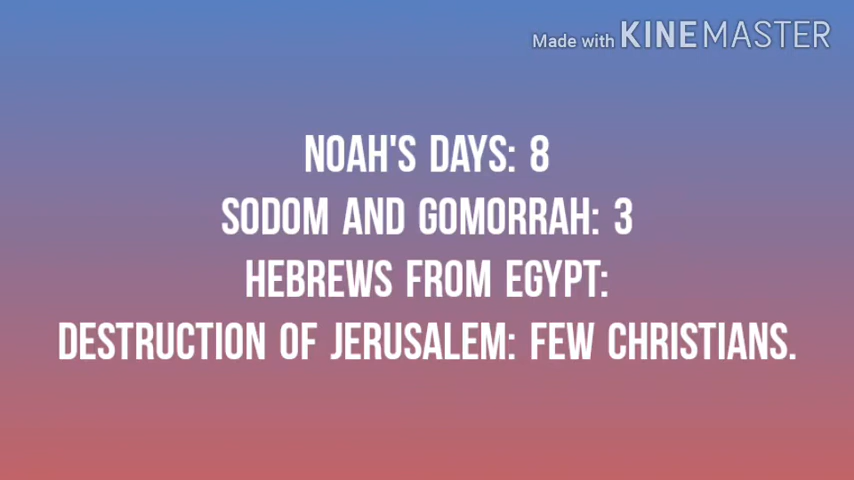 Made with KINEMASTER
NOAH'S DAYS: 8
SODOM AND GOMORRAH: 3
HEBREWS FROM EGYPT:
DESTRUCTION OF JERUSALEM: FEW CHRISTIANS.